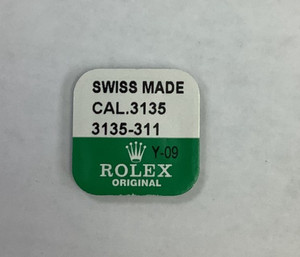 SWISS MADE
CAL.3135
3135-311
Y-09
ROLEX
ORIGINAL